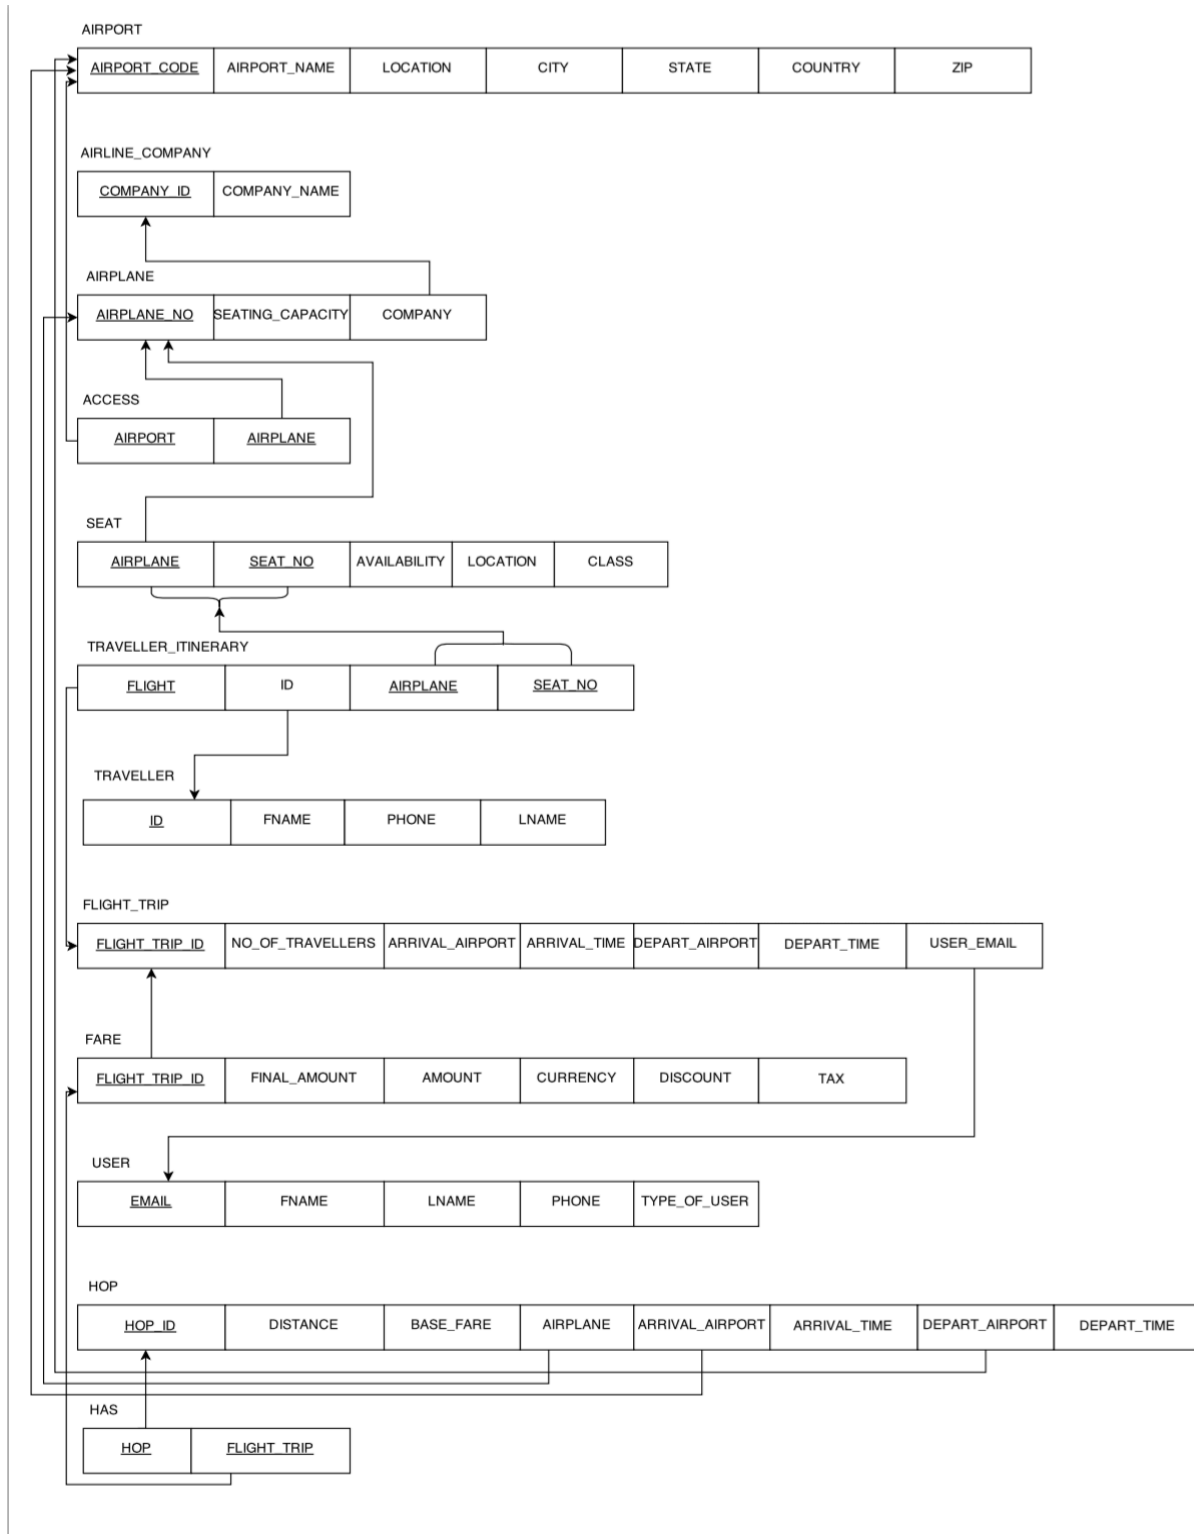 AIRPORT
AIRPORT_CODE AIRPORT_NAME LOCATION CITY STATE COUNTRY ZIP
AIRLINE_COMPANY
COMPANY_ID COMPANY_NAME
AIRPLANE
AIRPLANE_NO SEATING_CAPACITY COMPANY
ACCESS
AIRPORT AIRPLANE
SEAT
AIRPLANE SEAT_NO AVAILABILITY LOCATION CLASS
TRAVELLER_ITINERARY
FLIGHT ID AIRPLANE SEAT_NO
TRAVELLER
ID FNAME PHONE LNAME
FLIGHT_TRIP
FLIGHT_TRIP_ID NO_OF_TRAVELLERS ARRIVAL_AIRPORT ARRIVAL_TIME DEPART_AIRPORT DEPART_TIME USER_EMAIL
FARE
FLIGHT_TRIP_ID FINAL_AMOUNT AMOUNT CURRENCY DISCOUNT TAX
USER
EMAIL FNAME LNAME PHONE TYPE_OF_USER
HOP
HOP_ID DISTANCE BASE_FARE AIRPLANE ARRIVAL_AIRPORT ARRIVAL_TIME DEPART_AIRPORT DEPART_TIME
HAS
HOP FLIGHT_TRIP